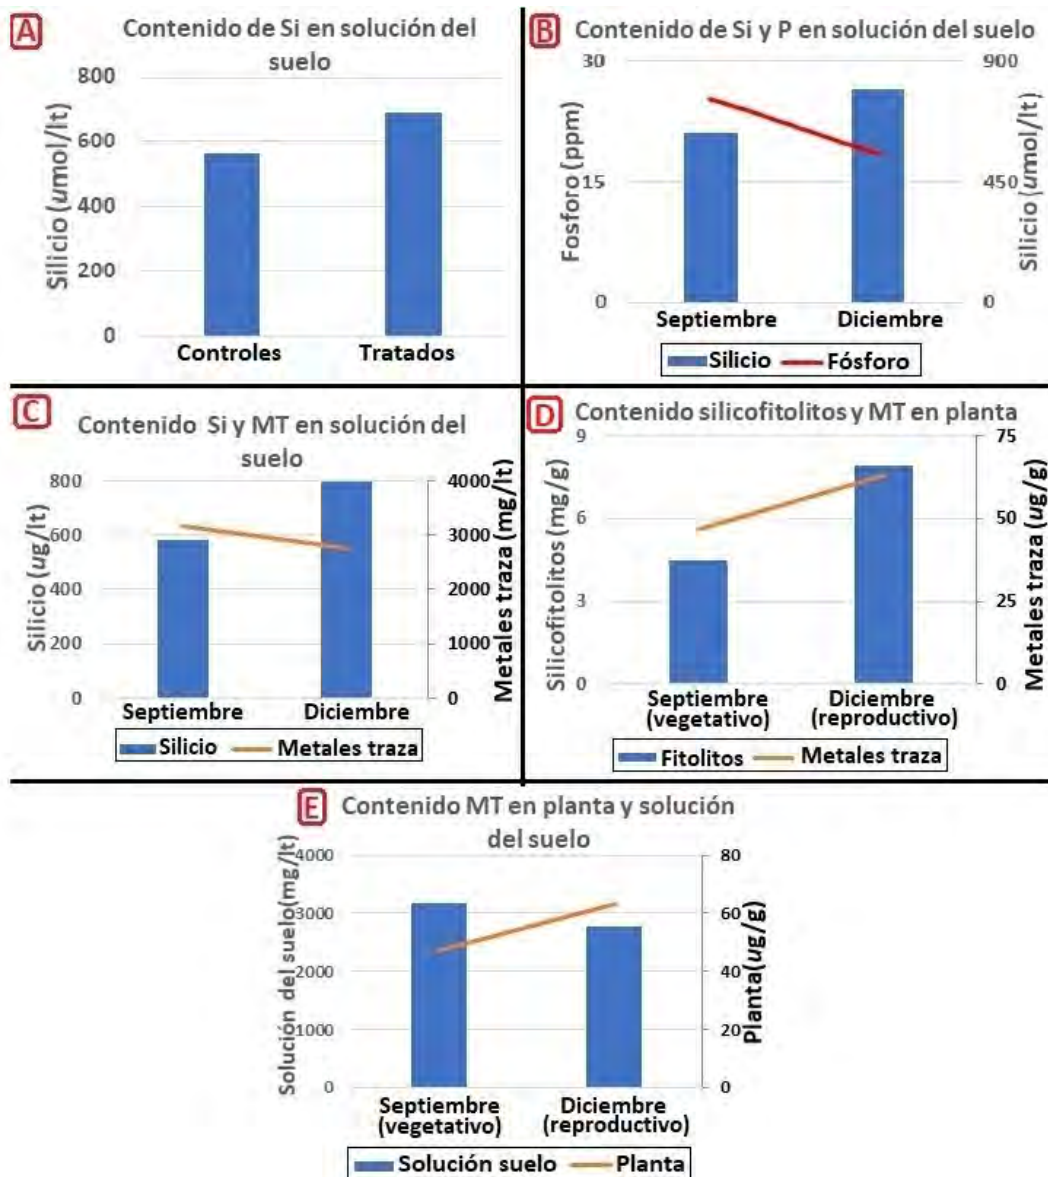 A
Contenido de Si en solución del
suelo
Silicio (umol/lt)
800
600
400
200
0
Controles
Tratados
B
Contenido de Si y P en solución del suelo
Fosforo (ppm)
30
15
0
900
450
0
Silicio (umol/lt)
Septiembre
Diciembre
Silicio
Fósforo
C
Contenido Si y MT en solución del
suelo
Silicio (ug/lt)
800
600
400
200
0
4000
3000
2000
1000
0
Metales traza (mg/lt)
Septiembre
Diciembre
Silicio
Metales traza
D
Contenido silicofitolitos y MT en planta
Silicofitolitos (mg/g)
9
6
3
0
75
50
25
0
Metales traza (ug/g)
Septiembre
(vegetativo)
Diciembre
(reproductivo)
Fitolitos
Metales traza
E
Contenido MT en planta y solución
del suelo
Solución del suelo(mg/lt)
4000
3000
2000
1000
0
80
60
40
20
0
Planta(ug/g)
Septiembre
(vegetativo)
Diciembre
(reproductivo)
Solución suelo
Planta